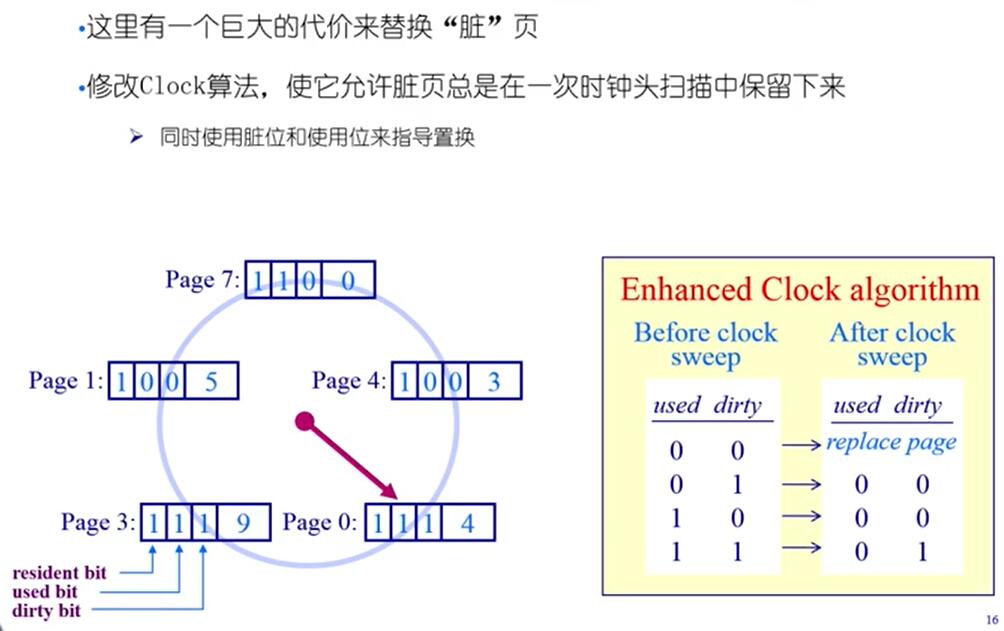 •这里有一个巨大的代价来替换“脏”页
•修改Clock算法，使它允许脏页总是在一次时钟头扫描中保留下来
➢ 同时使用脏位和使用位来指导置换
Page 7: 1 1 0 0
Page 1: 1 0 0 5
Page 4: 1 0 0 3
Page 3: 1 1 1 9
Page 0: 1 1 1 4
resident bit
used bit
dirty bit
Enhanced Clock algorithm
Before clock sweep
After clock sweep
used dirty
used dirty
0 0 → replace page
0 1 → 0 0
1 0 → 0 0
1 1 → 0 1
16